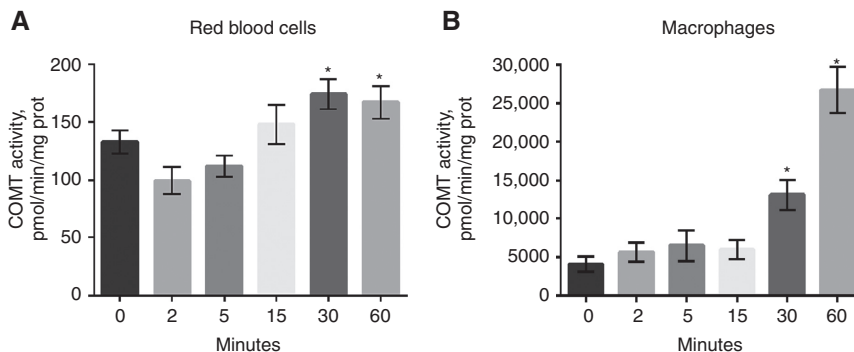 A
Red blood cells
COMT activity,
pmol/min/mg prot
200
150
100
50
0
* *
0 2 5 15 30 60
Minutes
B
Macrophages
COMT activity,
pmol/min/mg prot
30,000
25,000
20,000
15,000
10,000
5000
0
*
*
0 2 5 15 30 60
Minutes